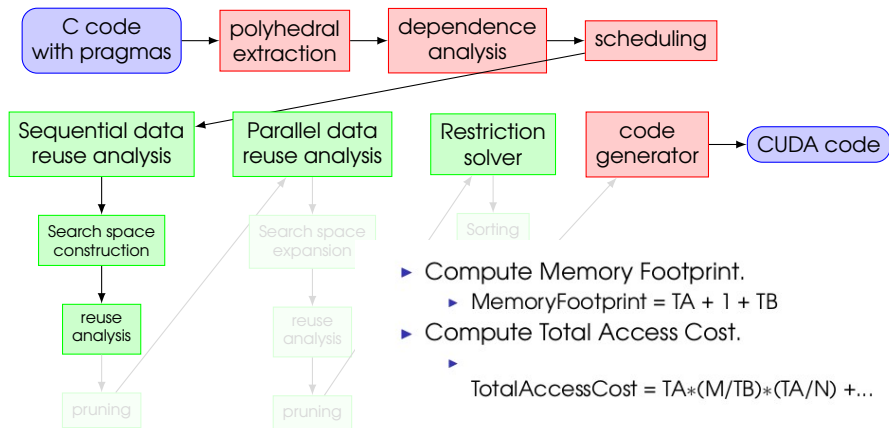 C code
with pragmas
polyhedral
extraction
dependence
analysis
scheduling
Sequential data
reuse analysis
Parallel data
reuse analysis
Restriction
solver
code
generator
CUDA code
Search space
construction
Search space
expansion
Sorting
reuse
analysis
reuse
analysis
pruning
pruning
► Compute Memory Footprint.
► MemoryFootprint = TA + 1 + TB
► Compute Total Access Cost.
►
TotalAccessCost = TA*(M/TB)*(TA/N) +...